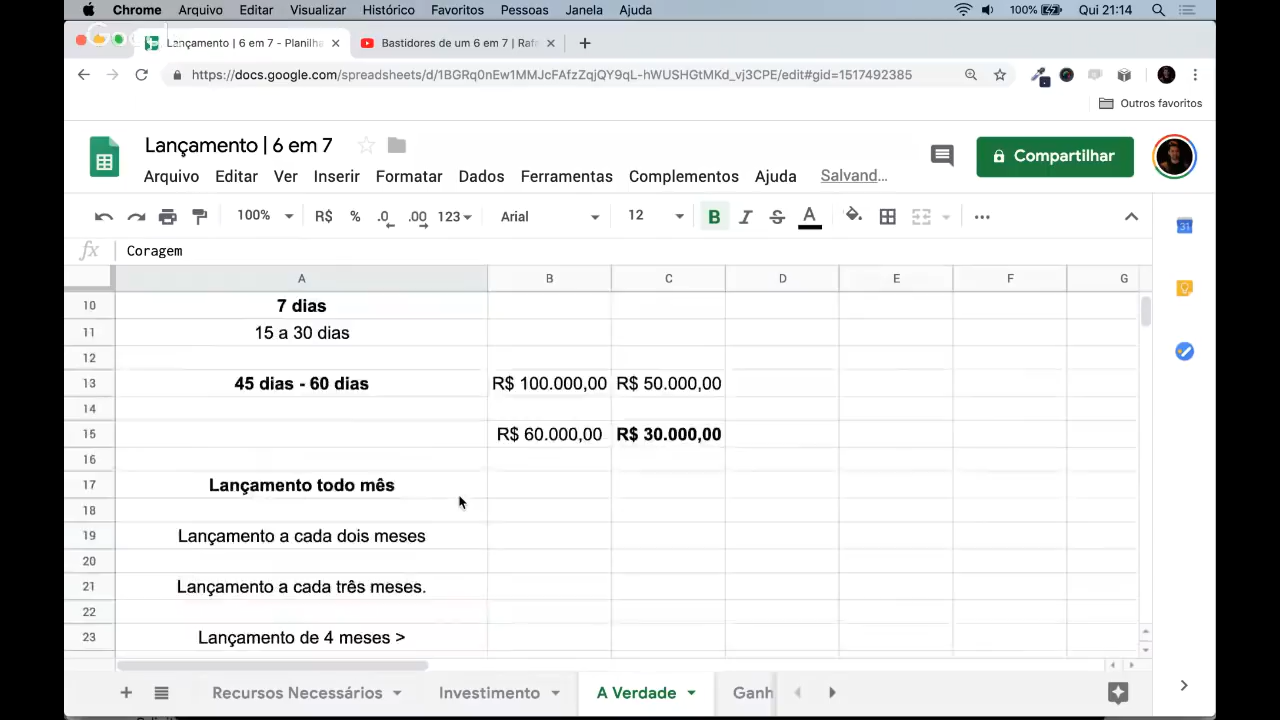 Chrome Arquivo Editar Visualizar Histórico Favoritos Pessoas Janela Ajuda 100% Qui 21:14
Lançamento | 6 em 7 - Planilha × Bastidores de um 6 em 7 | Rafa ×
https://docs.google.com/spreadsheets/d/1BGRq0nEw1MMJcFAfzZqjQY9qL-hWUSHGtMKd_vj3CPE/edit#gid=1517492385
Outros favoritos
Lançamento | 6 em 7
Compartilhar
Arquivo Editar Ver Inserir Formatar Dados Ferramentas Complementos Ajuda Salvand...
100% R$ % .0 .00 123 Arial 12 B I S A
fx Coragem
A B C D E F G
10 7 dias
11 15 a 30 dias
12
13 45 dias - 60 dias R$ 100.000,00 R$ 50.000,00
14
15 R$ 60.000,00 R$ 30.000,00
16
17 Lançamento todo mês
18
19 Lançamento a cada dois meses
20
21 Lançamento a cada três meses.
22
23 Lançamento de 4 meses >
Recursos Necessários Investimento A Verdade Ganh
31